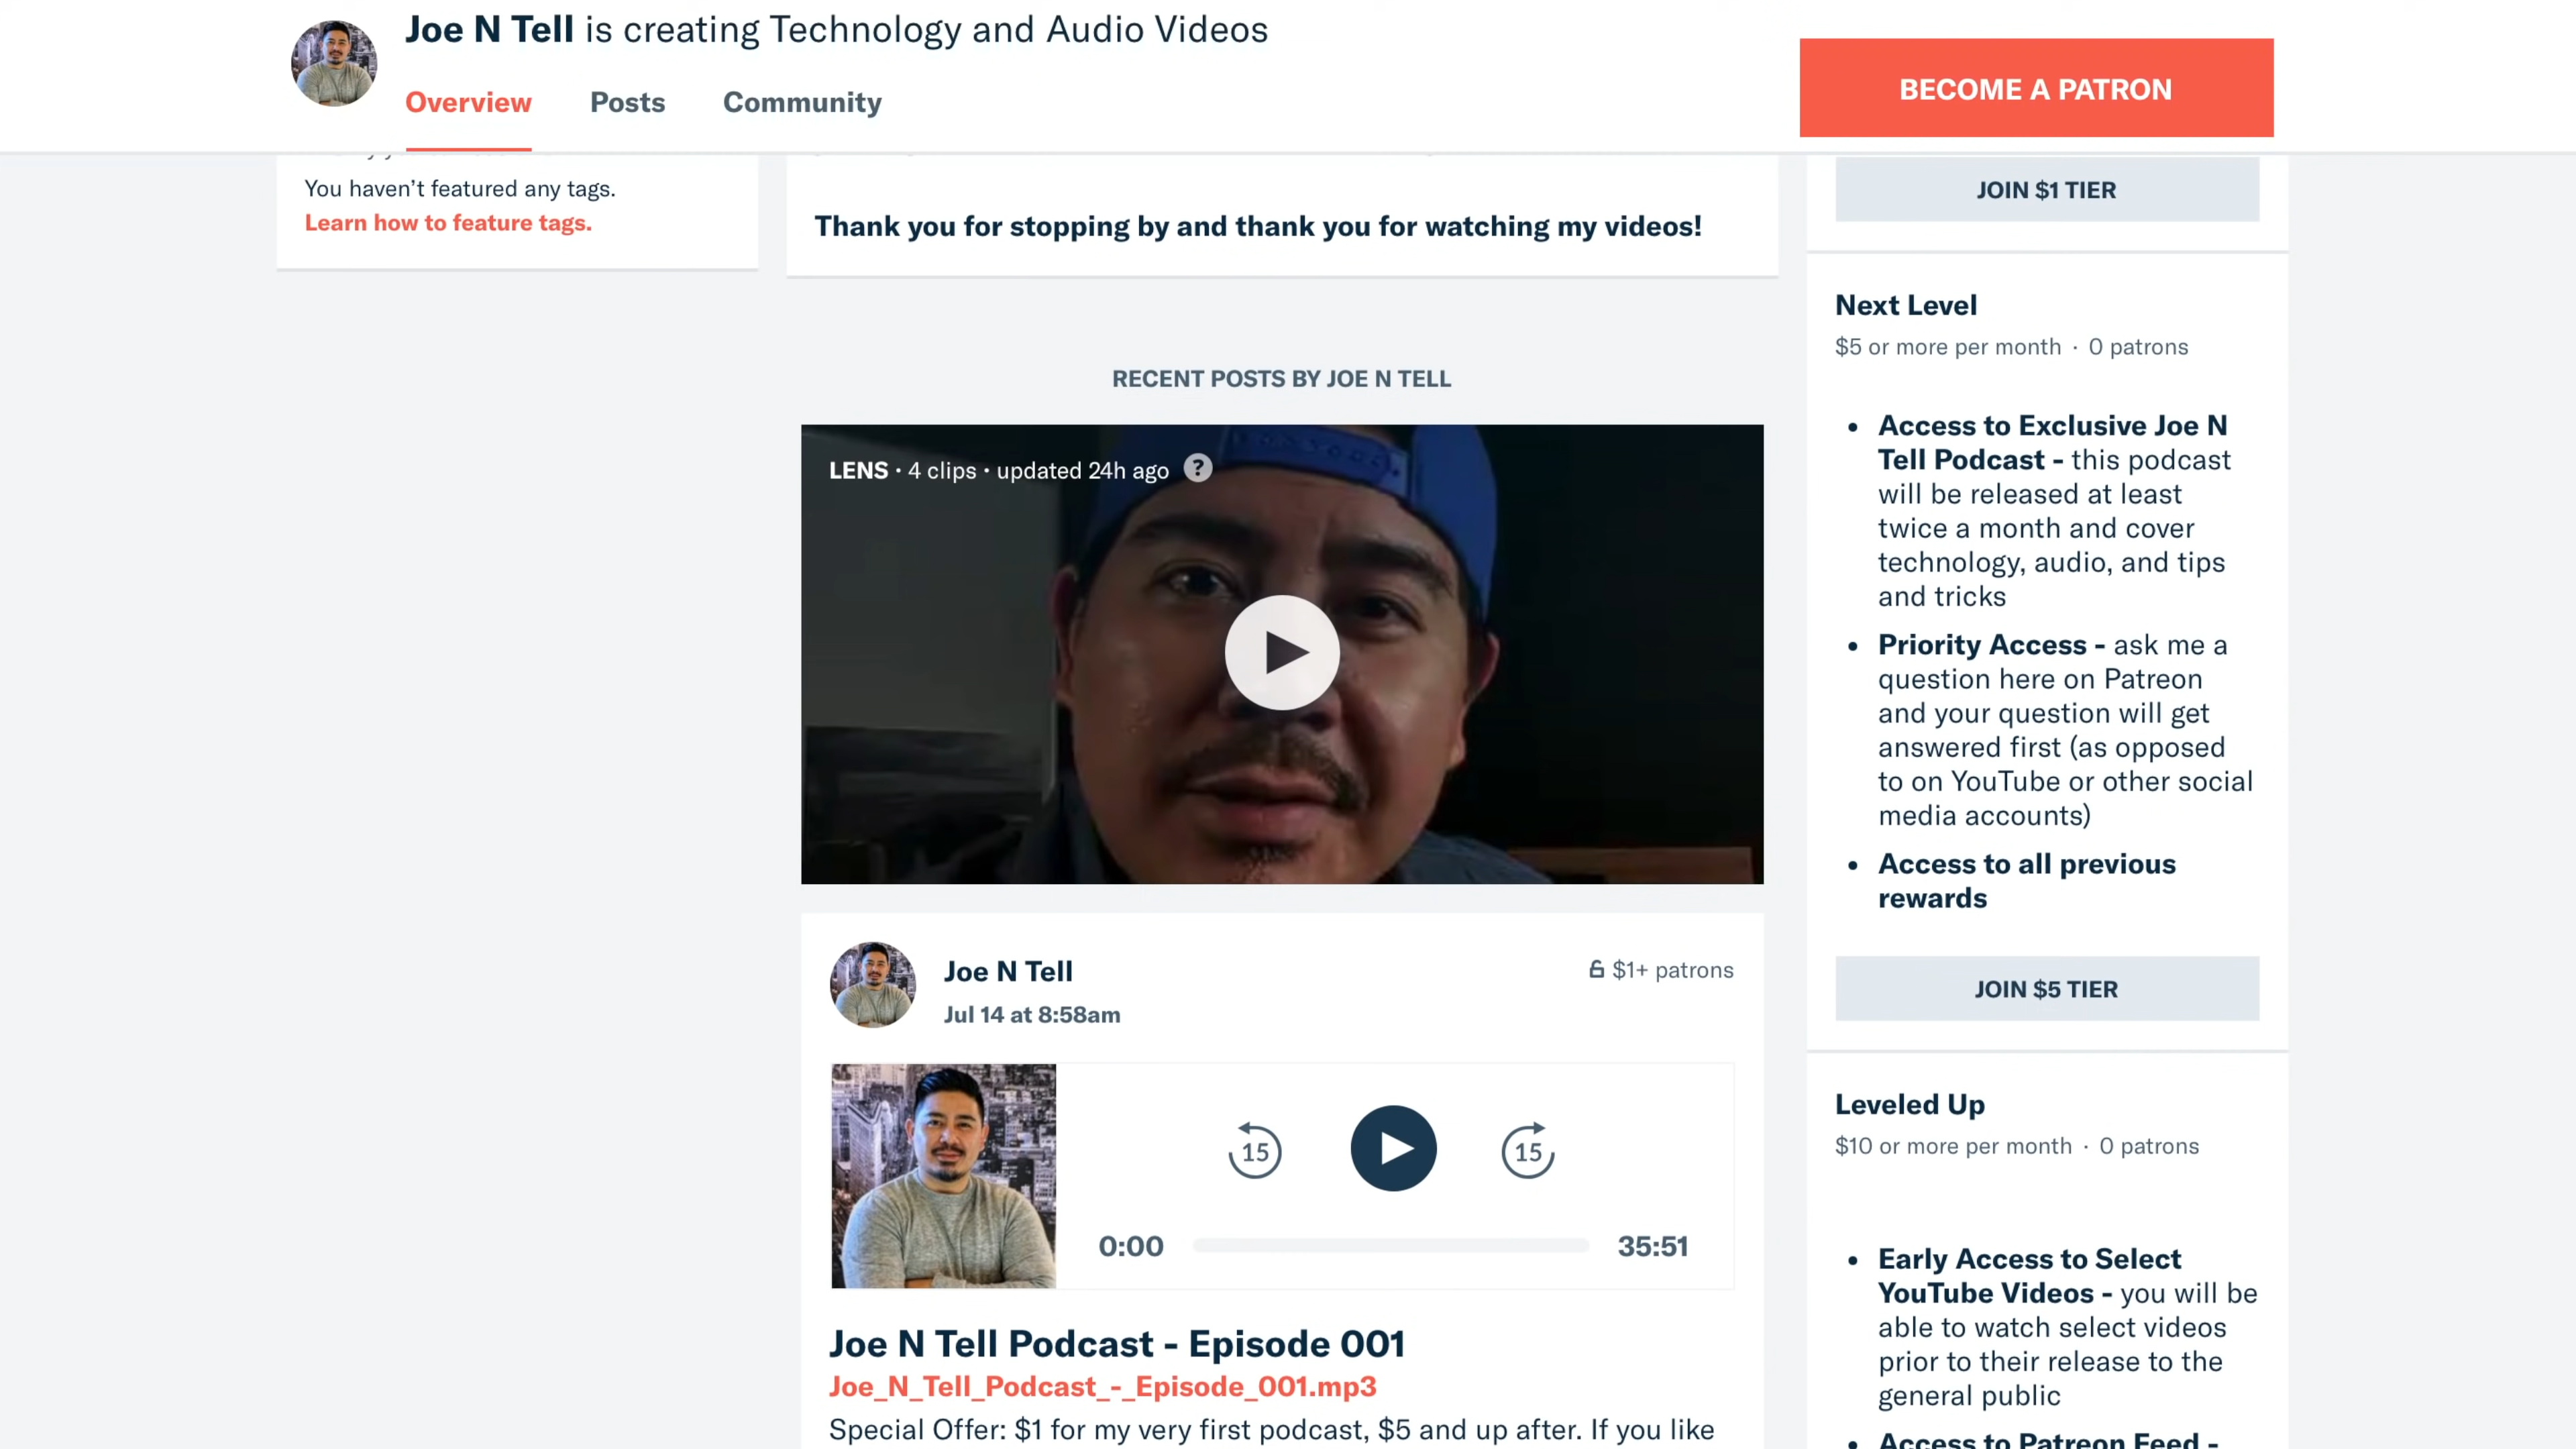 Joe N Tell is creating Technology and Audio Videos
Overview
Posts
Community
BECOME A PATRON
You haven't featured any tags.
Learn how to feature tags.
Thank you for stopping by and thank you for watching my videos!
RECENT POSTS BY JOE N TELL
LENS • 4 clips • updated 24h ago ?
Joe N Tell
Jul 14 at 8:58am
$1+ patrons
15
15
0:00
35:51
Joe N Tell Podcast - Episode 001
Joe_N_Tell_Podcast_-_Episode_001.mp3
Special Offer: $1 for my very first podcast, $5 and up after. If you like
JOIN $1 TIER
Next Level
$5 or more per month · 0 patrons
• Access to Exclusive Joe N
Tell Podcast - this podcast
will be released at least
twice a month and cover
technology, audio, and tips
and tricks
• Priority Access - ask me a
question here on Patreon
and your question will get
answered first (as opposed
to on YouTube or other social
media accounts)
• Access to all previous
rewards
JOIN $5 TIER
Leveled Up
$10 or more per month · 0 patrons
• Early Access to Select
YouTube Videos - you will be
able to watch select videos
prior to their release to the
general public
• Access to Patreon Feed -